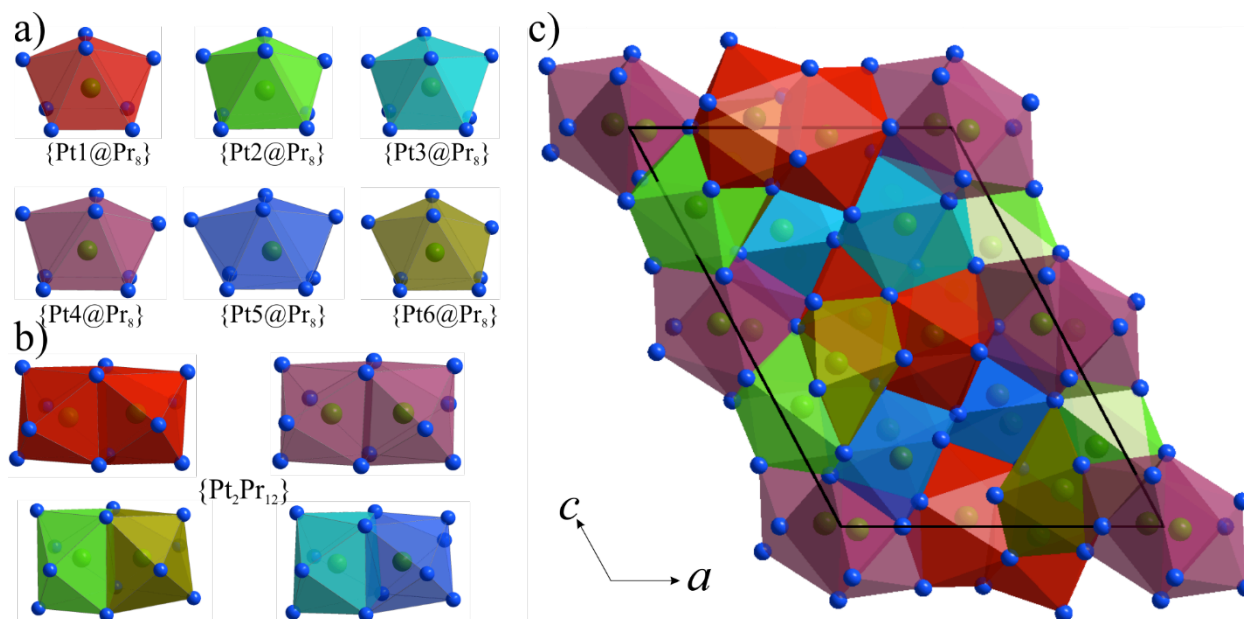 a)
{Pt1@Pr₈} {Pt2@Pr₈} {Pt3@Pr₈}
{Pt4@Pr₈} {Pt5@Pr₈} {Pt6@Pr₈}
b)
{Pt₂Pr₁₂}
c)
c
a